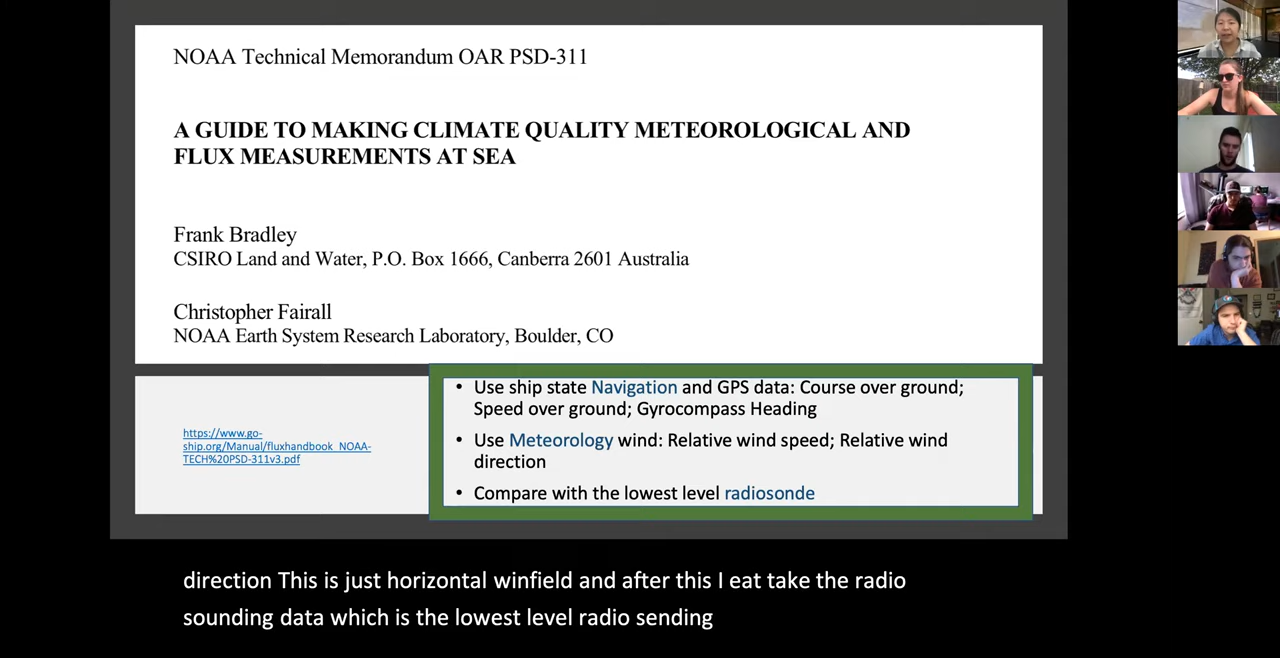 NOAA Technical Memorandum OAR PSD-311
A GUIDE TO MAKING CLIMATE QUALITY METEOROLOGICAL AND
FLUX MEASUREMENTS AT SEA
Frank Bradley
CSIRO Land and Water, P.O. Box 1666, Canberra 2601 Australia
Christopher Fairall
NOAA Earth System Research Laboratory, Boulder, CO
https://www.go-
ship.org/Manual/fluxhandbook_NOAA-
TECH%20PSD-311v3.pdf
• Use ship state Navigation and GPS data: Course over ground;
Speed over ground; Gyrocompass Heading
• Use Meteorology wind: Relative wind speed; Relative wind
direction
• Compare with the lowest level radiosonde
direction This is just horizontal winfield and after this I eat take the radio
sounding data which is the lowest level radio sending